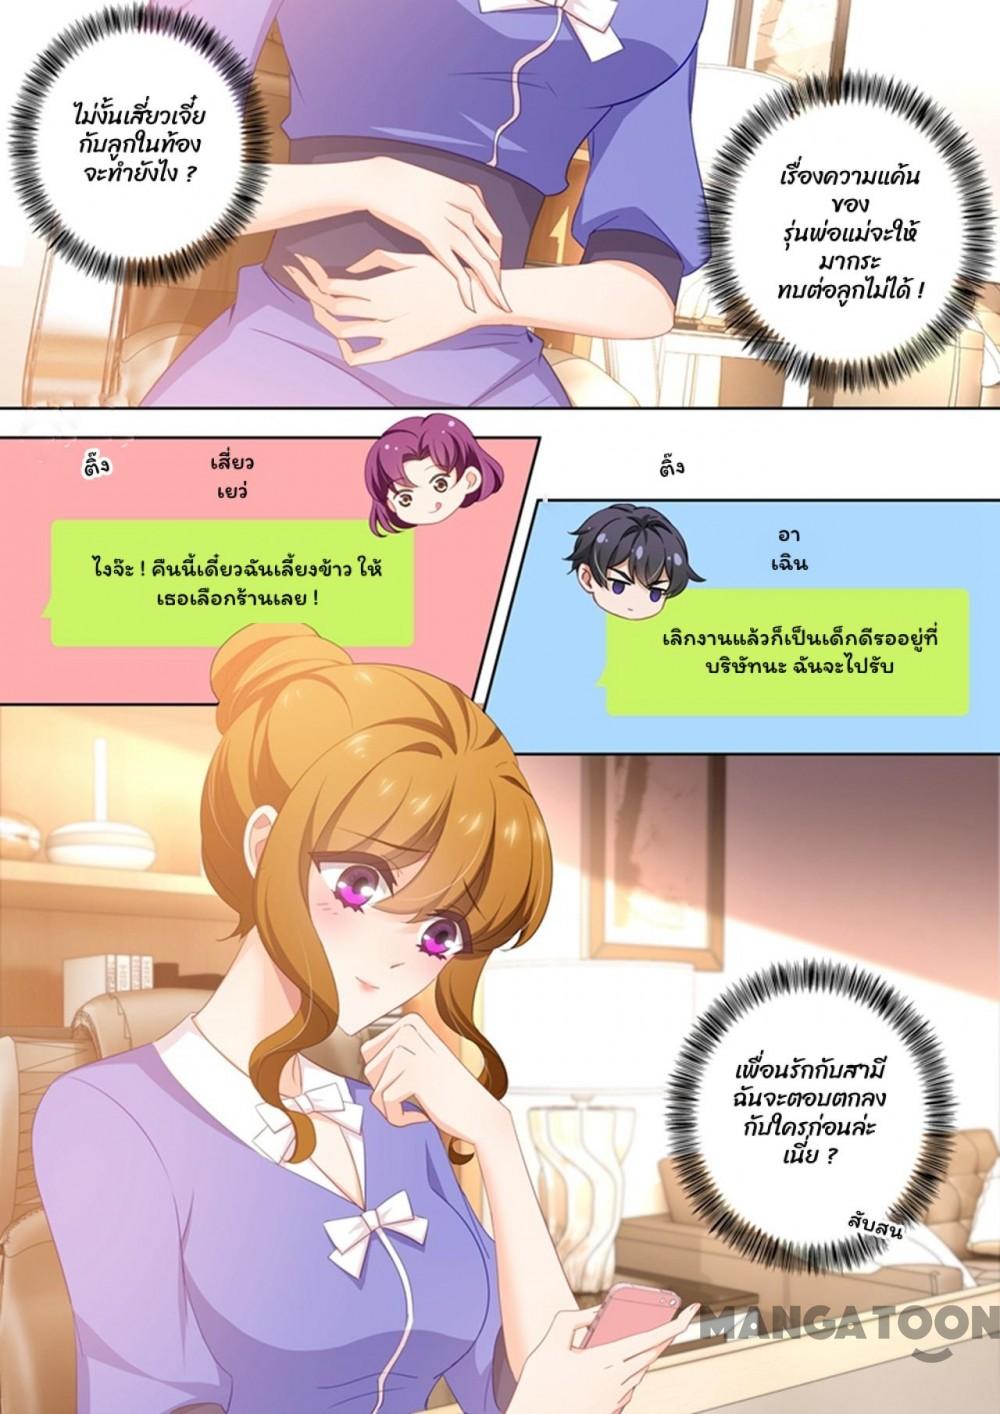 ไม่งั้นเสี่ยวเจี๋ย
กับลูกในท้อง
จะทำยังไง ?
เรื่องความแค้น
ของ
รุ่นพ่อแม่จะให้
มากระ
ทบต่อลูกไม่ได้ !
ติ๊ง
เสี่ยว
เยว่
ไงจ๊ะ ! คืนนี้เดี๋ยวฉันเลี้ยงข้าว ให้
เธอเลือกร้านเลย !
ติ๊ง
อา
เฉิน
เลิกงานแล้วก็เป็นเด็กดีรออยู่ที่
บริษัทนะ ฉันจะไปรับ
เพื่อนรักกับสามี
ฉันจะตอบตกลง
กับใครก่อนล่ะ
เนี่ย ?
สับสน
MANGATOON